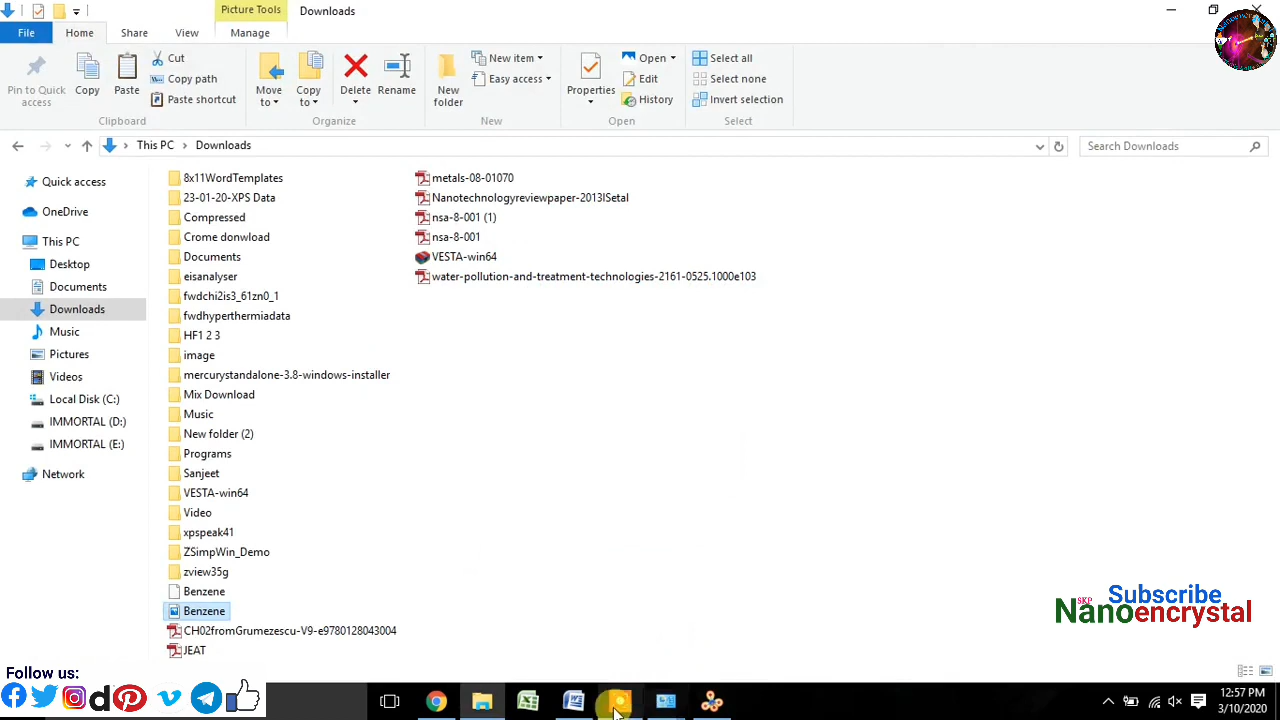 Picture Tools
Downloads
File
Home
Share
View
Manage
Pin to Quick access
Copy
Paste
Cut
Copy path
Paste shortcut
Clipboard
Move to
Copy to
Delete
Rename
Organize
New folder
New item
Easy access
New
Properties
Open
Edit
History
Open
Select all
Select none
Invert selection
Select
This PC
Downloads
Search Downloads
Quick access
OneDrive
This PC
Desktop
Documents
Downloads
Music
Pictures
Videos
Local Disk (C:)
IMMORTAL (D:)
IMMORTAL (E:)
Network
8x11WordTemplates
23-01-20-XPS Data
Compressed
Crome donwload
Documents
eisanalyser
fwdchi2is3_61zn0_1
fwdhyperthermiadata
HF1 2 3
image
mercurystandalone-3.8-windows-installer
Mix Download
Music
New folder (2)
Programs
Sanjeet
VESTA-win64
Video
xpspeak41
ZSimpWin_Demo
zview35g
Benzene
Benzene
CH02fromGrumezescu-V9-e9780128043004
JEAT
metals-08-01070
Nanotechnologyreviewpaper-2013ISetal
nsa-8-001 (1)
nsa-8-001
VESTA-win64
water-pollution-and-treatment-technologies-2161-0525.1000e103
Subscribe
SKP
Nanoencrystal
Follow us:
12:57 PM
3/10/2020